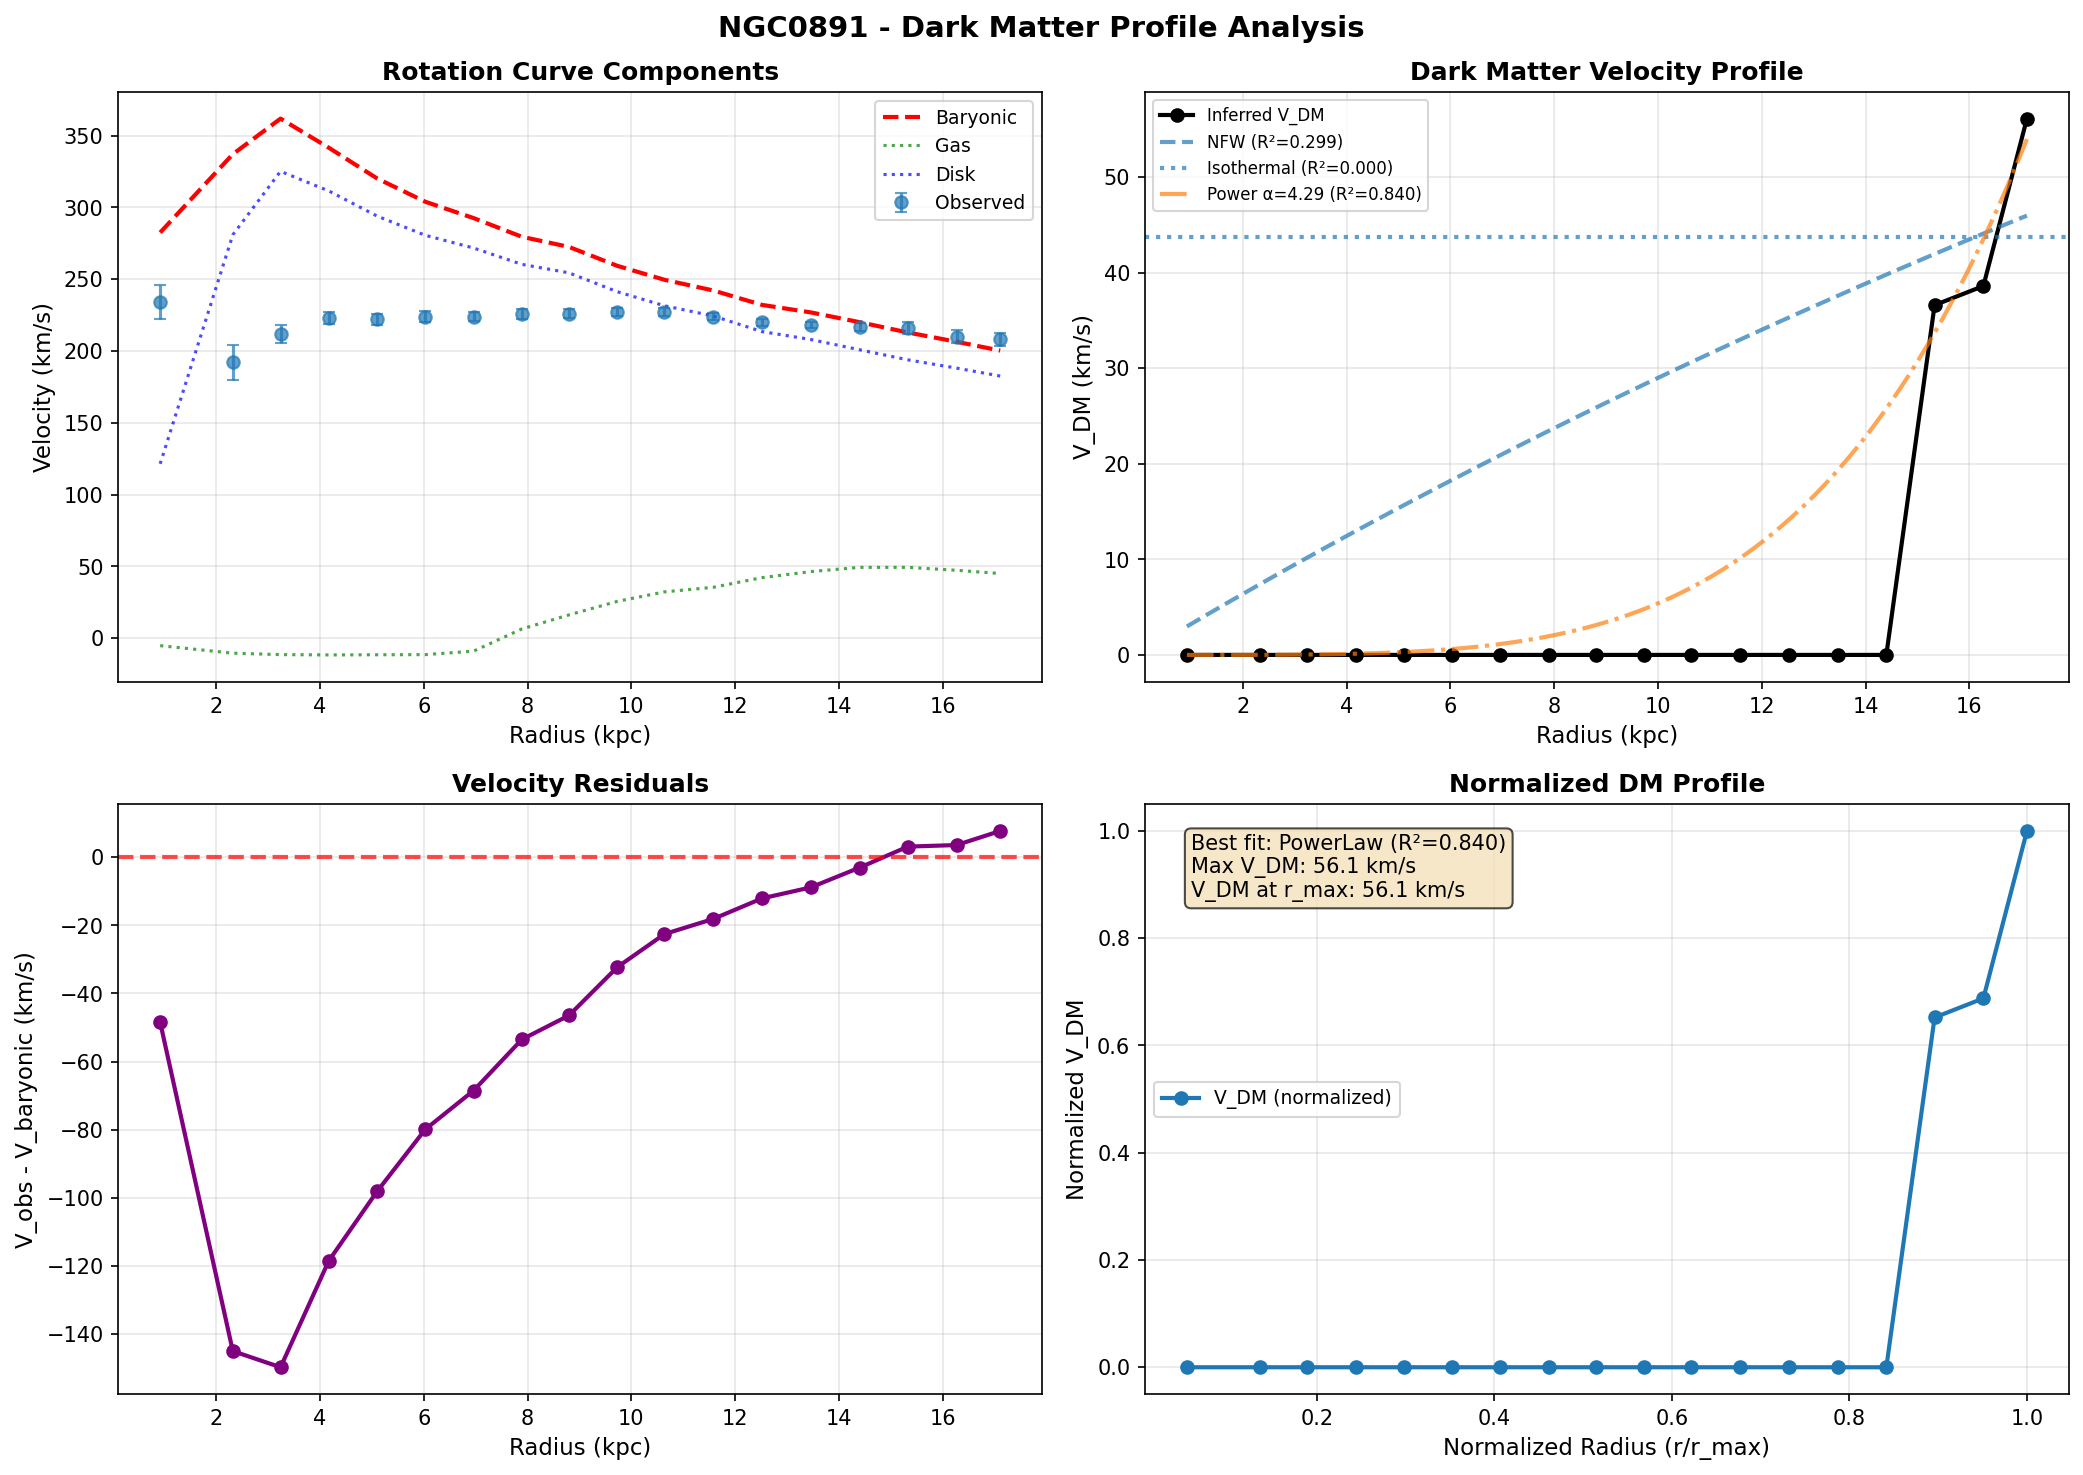 NGC0891 - Dark Matter Profile Analysis
Rotation Curve Components
Velocity (km/s)
350
300
250
200
150
100
50
0
2 4 6 8 10 12 14 16
Radius (kpc)
Baryonic
Gas
Disk
Observed
Dark Matter Velocity Profile
V_DM (km/s)
50
40
30
20
10
0
2 4 6 8 10 12 14 16
Radius (kpc)
Inferred V_DM
NFW (R²=0.299)
Isothermal (R²=0.000)
Power α=4.29 (R²=0.840)
Velocity Residuals
V_obs - V_baryonic (km/s)
0
−20
−40
−60
−80
−100
−120
−140
2 4 6 8 10 12 14 16
Radius (kpc)
Normalized DM Profile
Normalized V_DM
1.0
0.8
0.6
0.4
0.2
0.0
0.2 0.4 0.6 0.8 1.0
Normalized Radius (r/r_max)
Best fit: PowerLaw (R²=0.840)
Max V_DM: 56.1 km/s
V_DM at r_max: 56.1 km/s
V_DM (normalized)